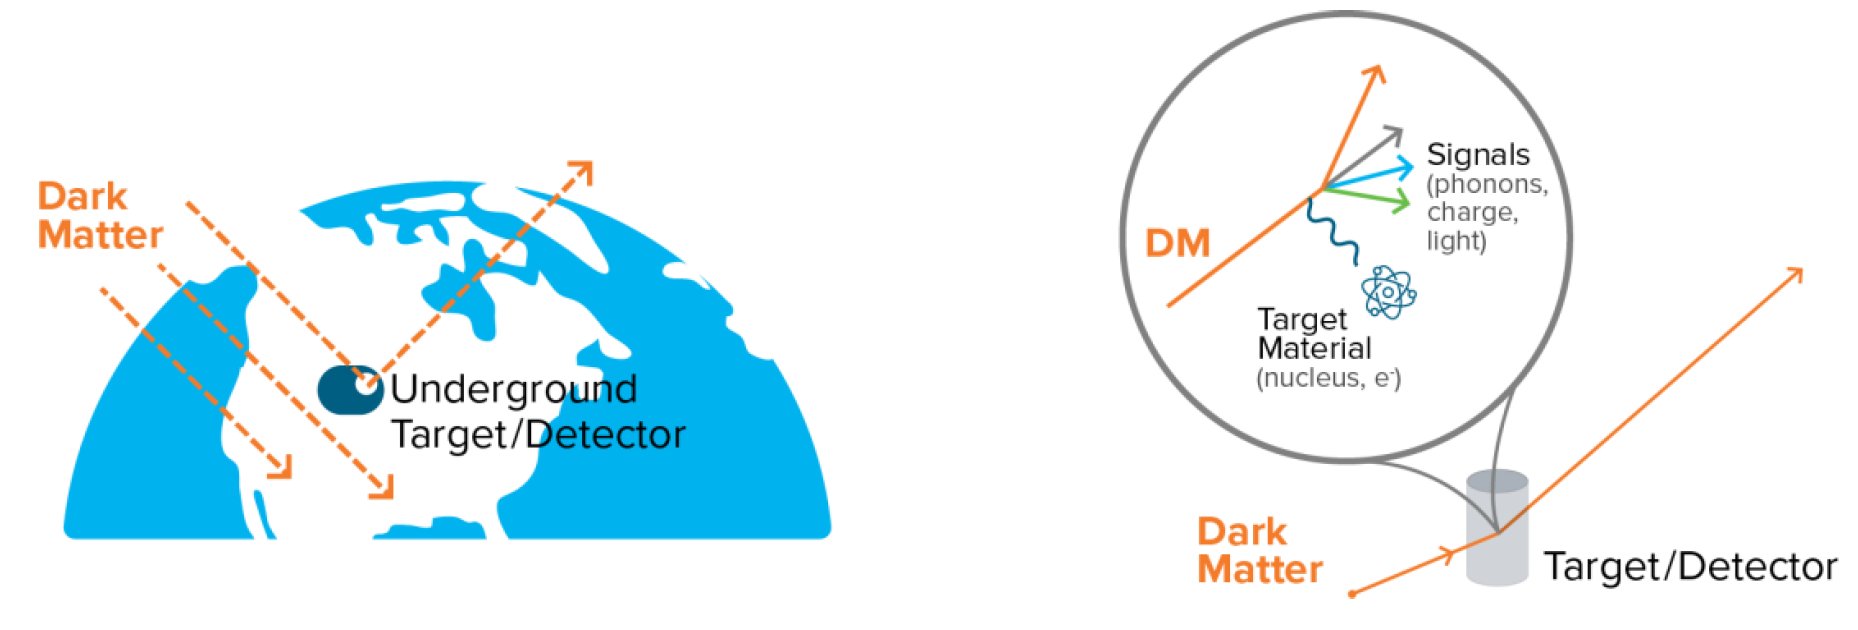 Dark
Matter
Underground
Target/Detector
DM
Signals
(phonons,
charge,
light)
Target
Material
(nucleus, e⁻)
Dark
Matter
Target/Detector